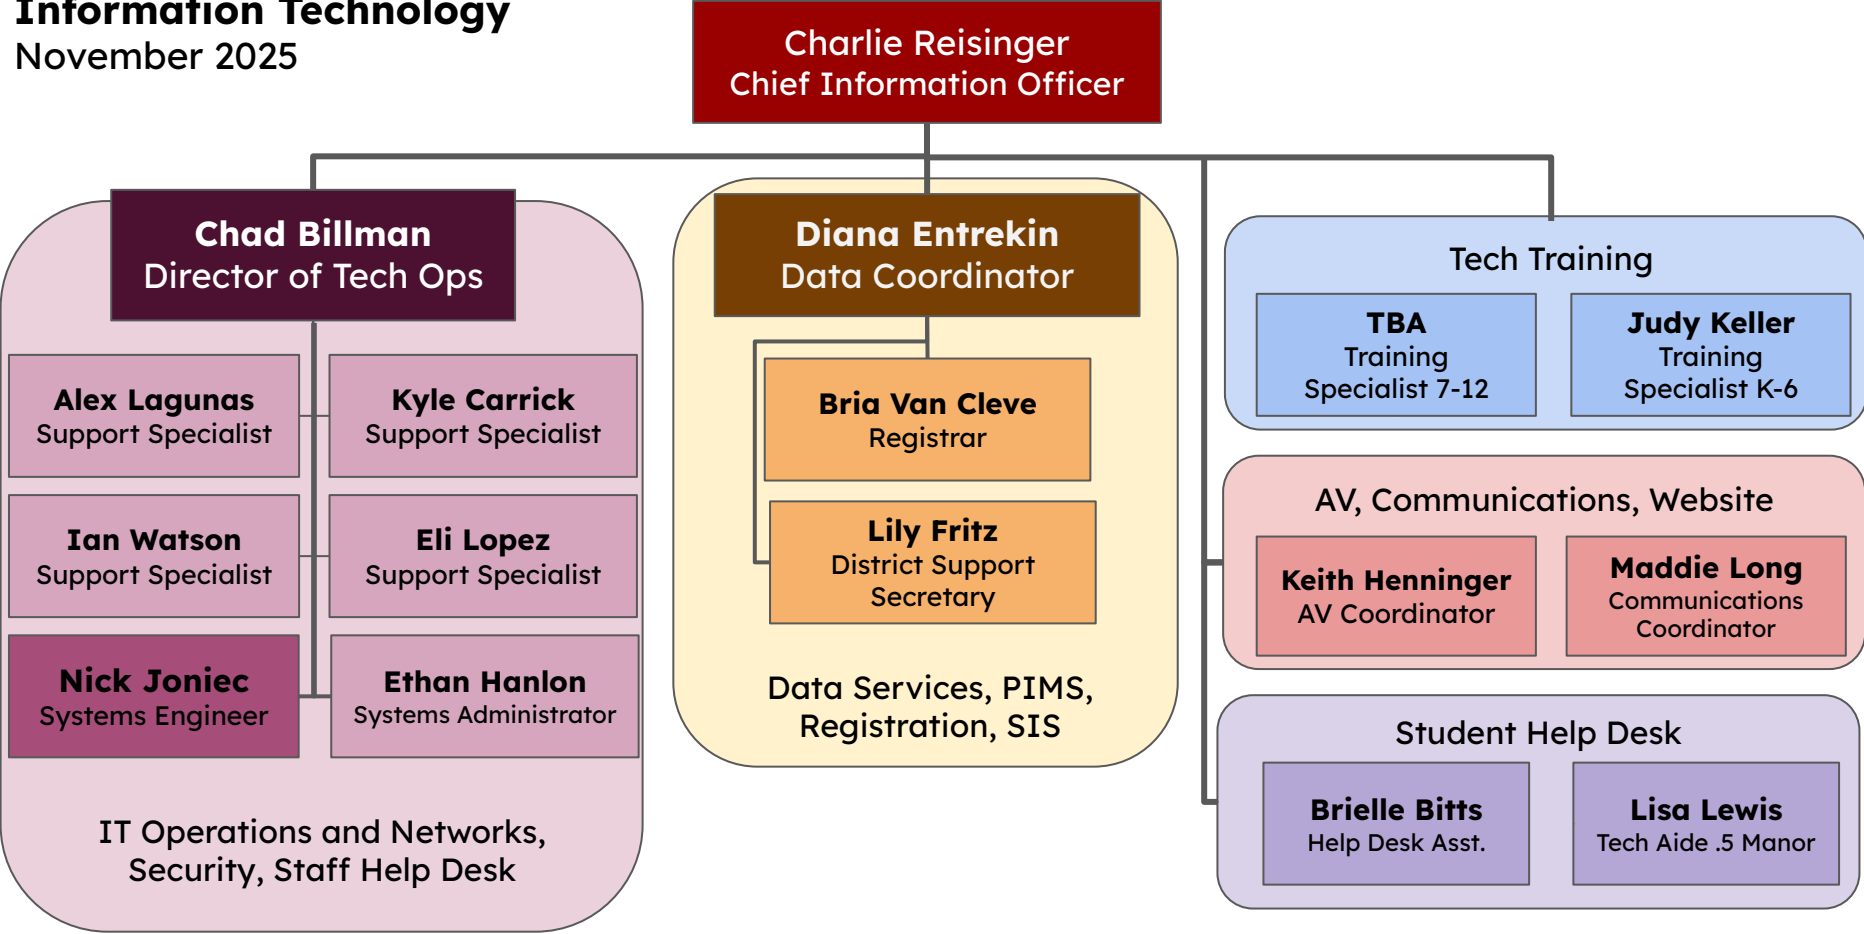 Information Technology
November 2025
Charlie Reisinger
Chief Information Officer
Chad Billman
Director of Tech Ops
Alex Lagunas
Support Specialist
Kyle Carrick
Support Specialist
Ian Watson
Support Specialist
Eli Lopez
Support Specialist
Nick Joniec
Systems Engineer
Ethan Hanlon
Systems Administrator
IT Operations and Networks,
Security, Staff Help Desk
Diana Entrekin
Data Coordinator
Bria Van Cleve
Registrar
Lily Fritz
District Support
Secretary
Data Services, PIMS,
Registration, SIS
Tech Training
TBA
Training
Specialist 7-12
Judy Keller
Training
Specialist K-6
AV, Communications, Website
Keith Henninger
AV Coordinator
Maddie Long
Communications
Coordinator
Student Help Desk
Brielle Bitts
Help Desk Asst.
Lisa Lewis
Tech Aide .5 Manor